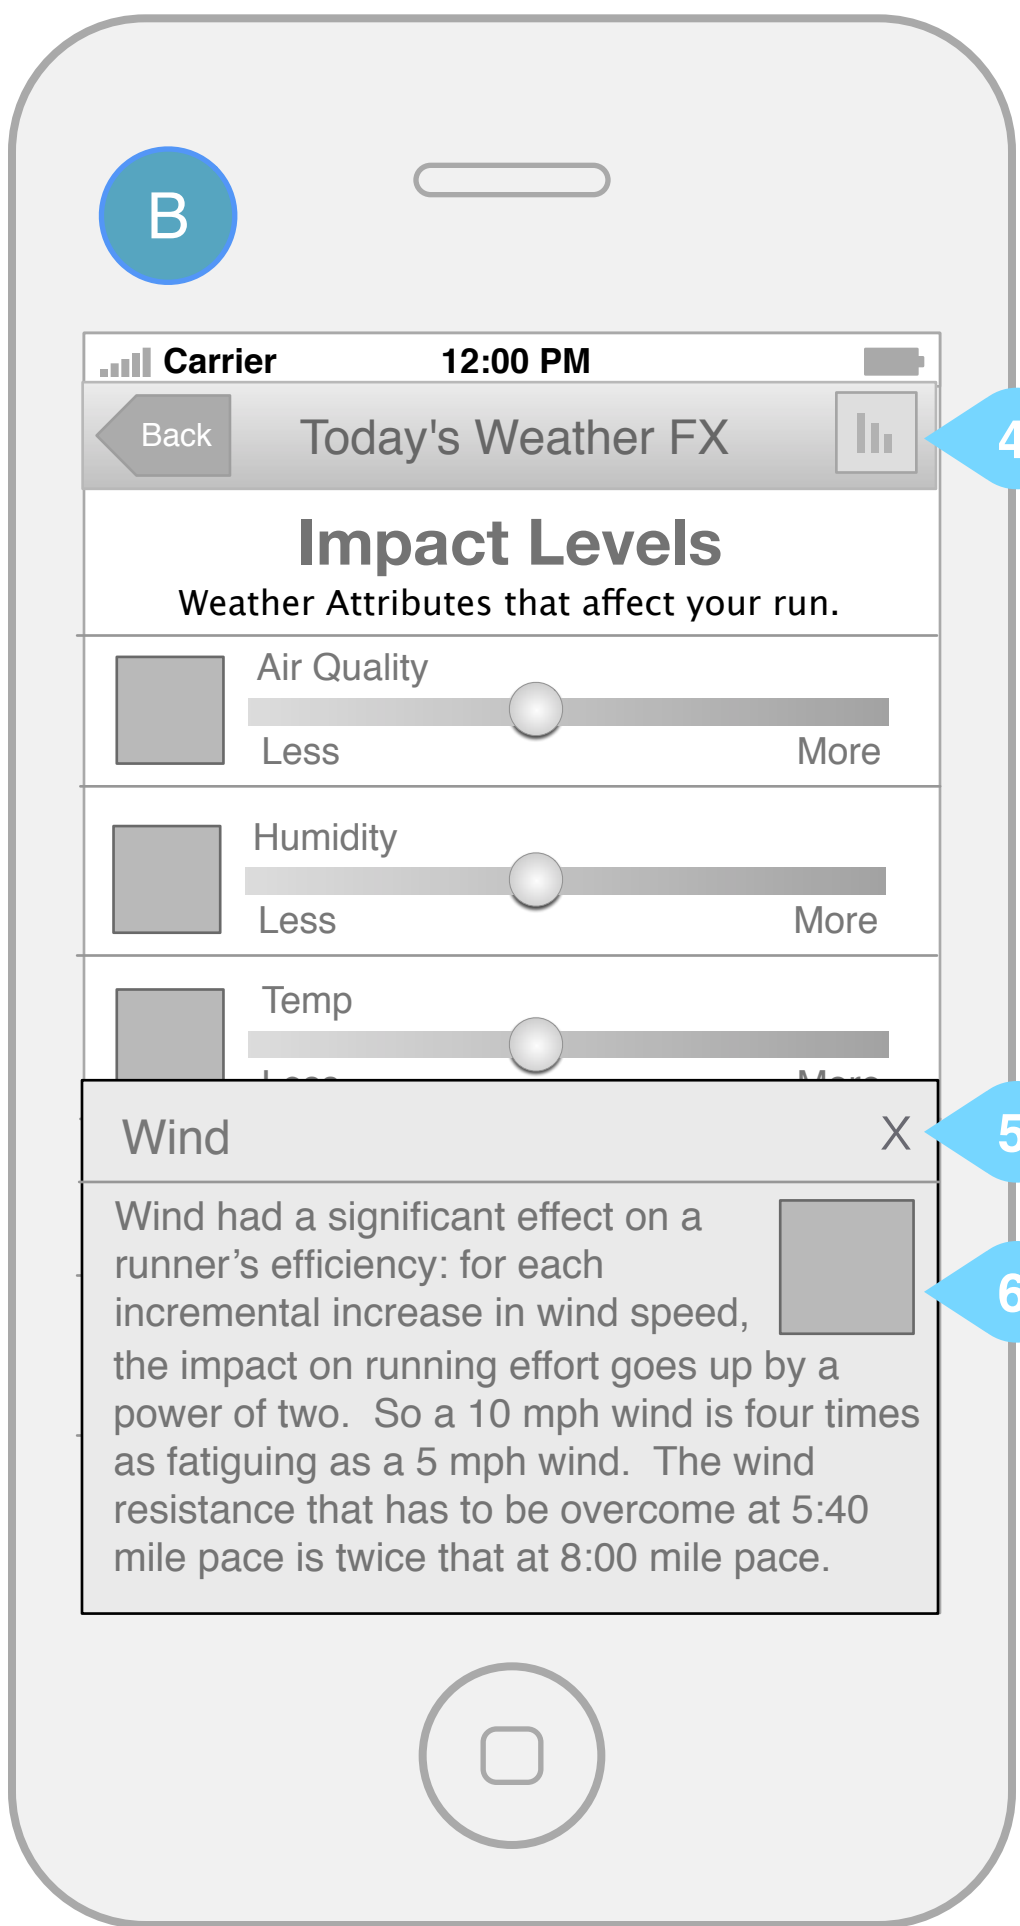 B
Carrier 12:00 PM
Back Today's Weather FX
4
Impact Levels
Weather Attributes that affect your run.
Air Quality
Less More
Humidity
Less More
Temp
Less More
Wind X
5
Wind had a significant effect on a
runner’s efficiency: for each
6
incremental increase in wind speed,
the impact on running effort goes up by a
power of two.  So a 10 mph wind is four times
as fatiguing as a 5 mph wind.  The wind
resistance that has to be overcome at 5:40
mile pace is twice that at 8:00 mile pace.